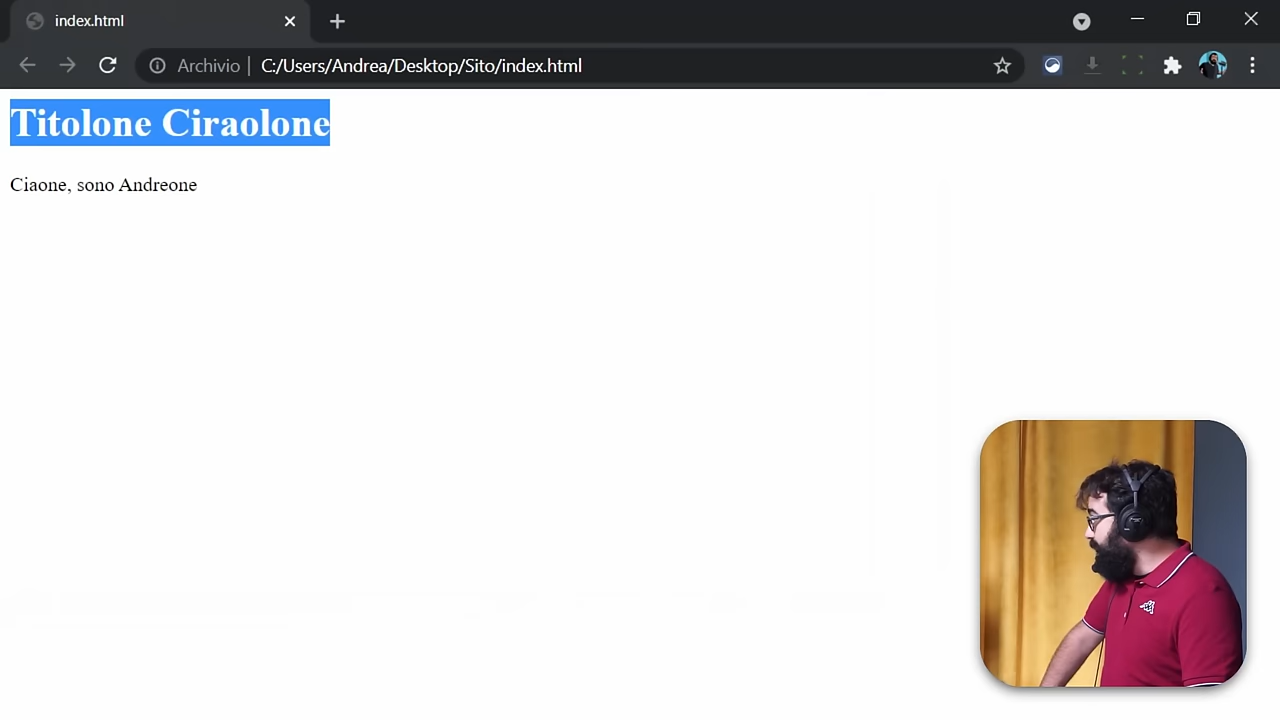 index.html
Archivio | C:/Users/Andrea/Desktop/Sito/index.html
Titolone Ciraolone
Ciaone, sono Andreone